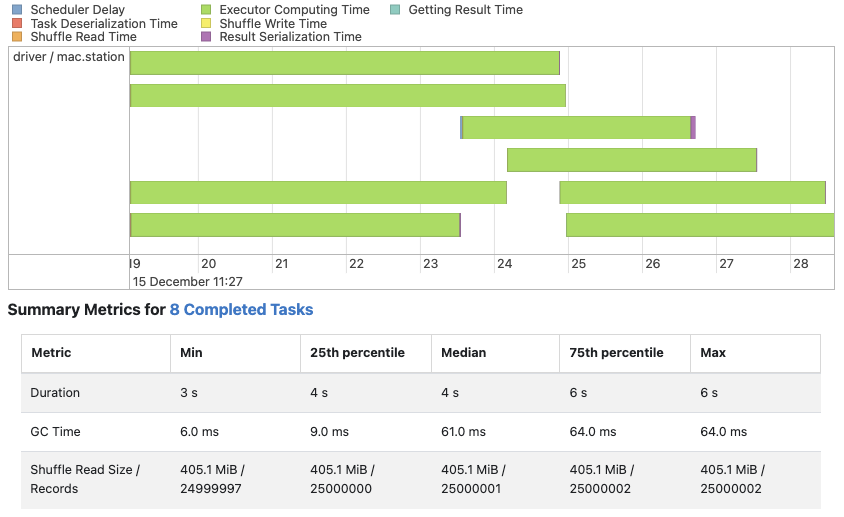 Scheduler Delay Executor Computing Time Getting Result Time
Task Deserialization Time Shuffle Write Time
Shuffle Read Time Result Serialization Time
driver / mac.station
19 20 21 22 23 24 25 26 27 28
15 December 11:27
Summary Metrics for 8 Completed Tasks
Metric Min 25th percentile Median 75th percentile Max
Duration 3 s 4 s 4 s 6 s 6 s
GC Time 6.0 ms 9.0 ms 61.0 ms 64.0 ms 64.0 ms
Shuffle Read Size / 405.1 MiB / 405.1 MiB / 405.1 MiB / 405.1 MiB / 405.1 MiB /
Records 24999997 25000000 25000001 25000002 25000002